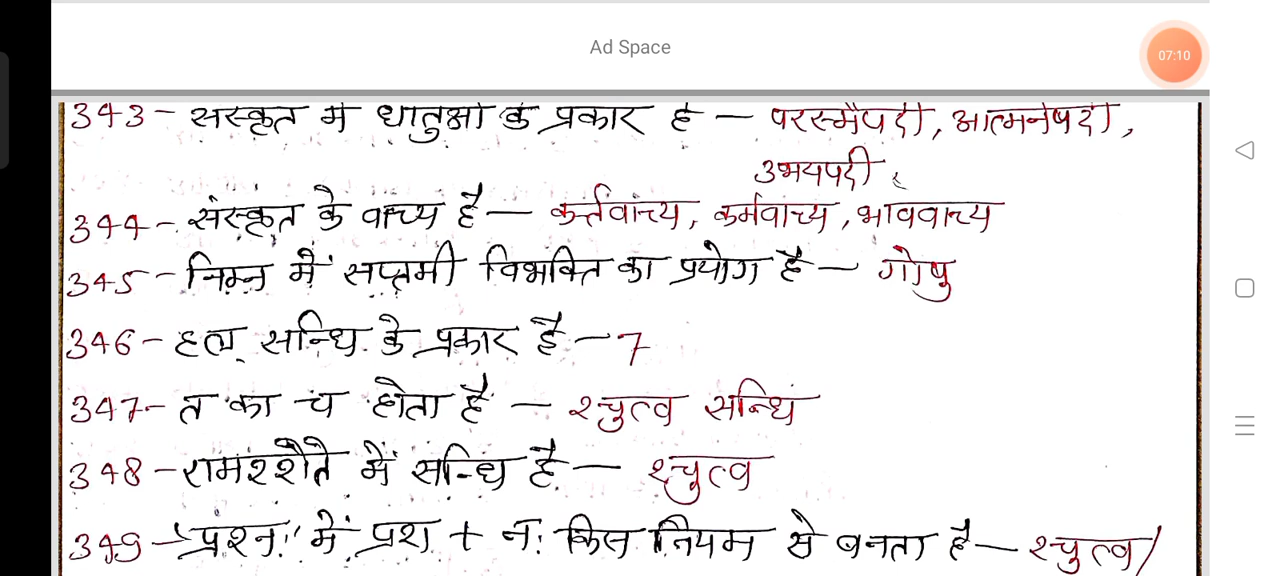 Ad Space
07:10
343- संस्कृत में धातुओं के प्रकार हैं - परस्मैपदी, आत्मनेपदी,
उभयपदी
344- संस्कृत के वाच्य हैं - कर्त्तवाच्य, कर्मवाच्य, भाववाच्य
345- निम्न में सप्तमी विभक्ति का प्रयोग है - गोषु
346- हल् सन्धि के प्रकार हैं - 7
347- त का च होता है - श्चुत्व सन्धि
348- रामश्शेते में सन्धि है - श्चुत्व
349- 'प्रश्नः' में प्रश + नः किस नियम से बनता है - श्चुत्व/